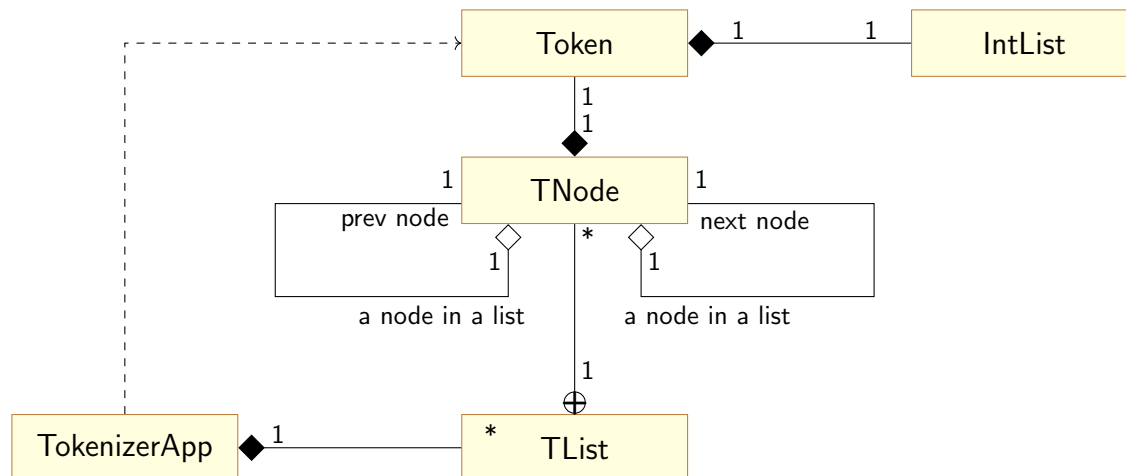 Token
1
1
IntList
1
1
TNode
1
1
prev node
next node
*
1
1
a node in a list
a node in a list
1
TokenizerApp
1
*
TList